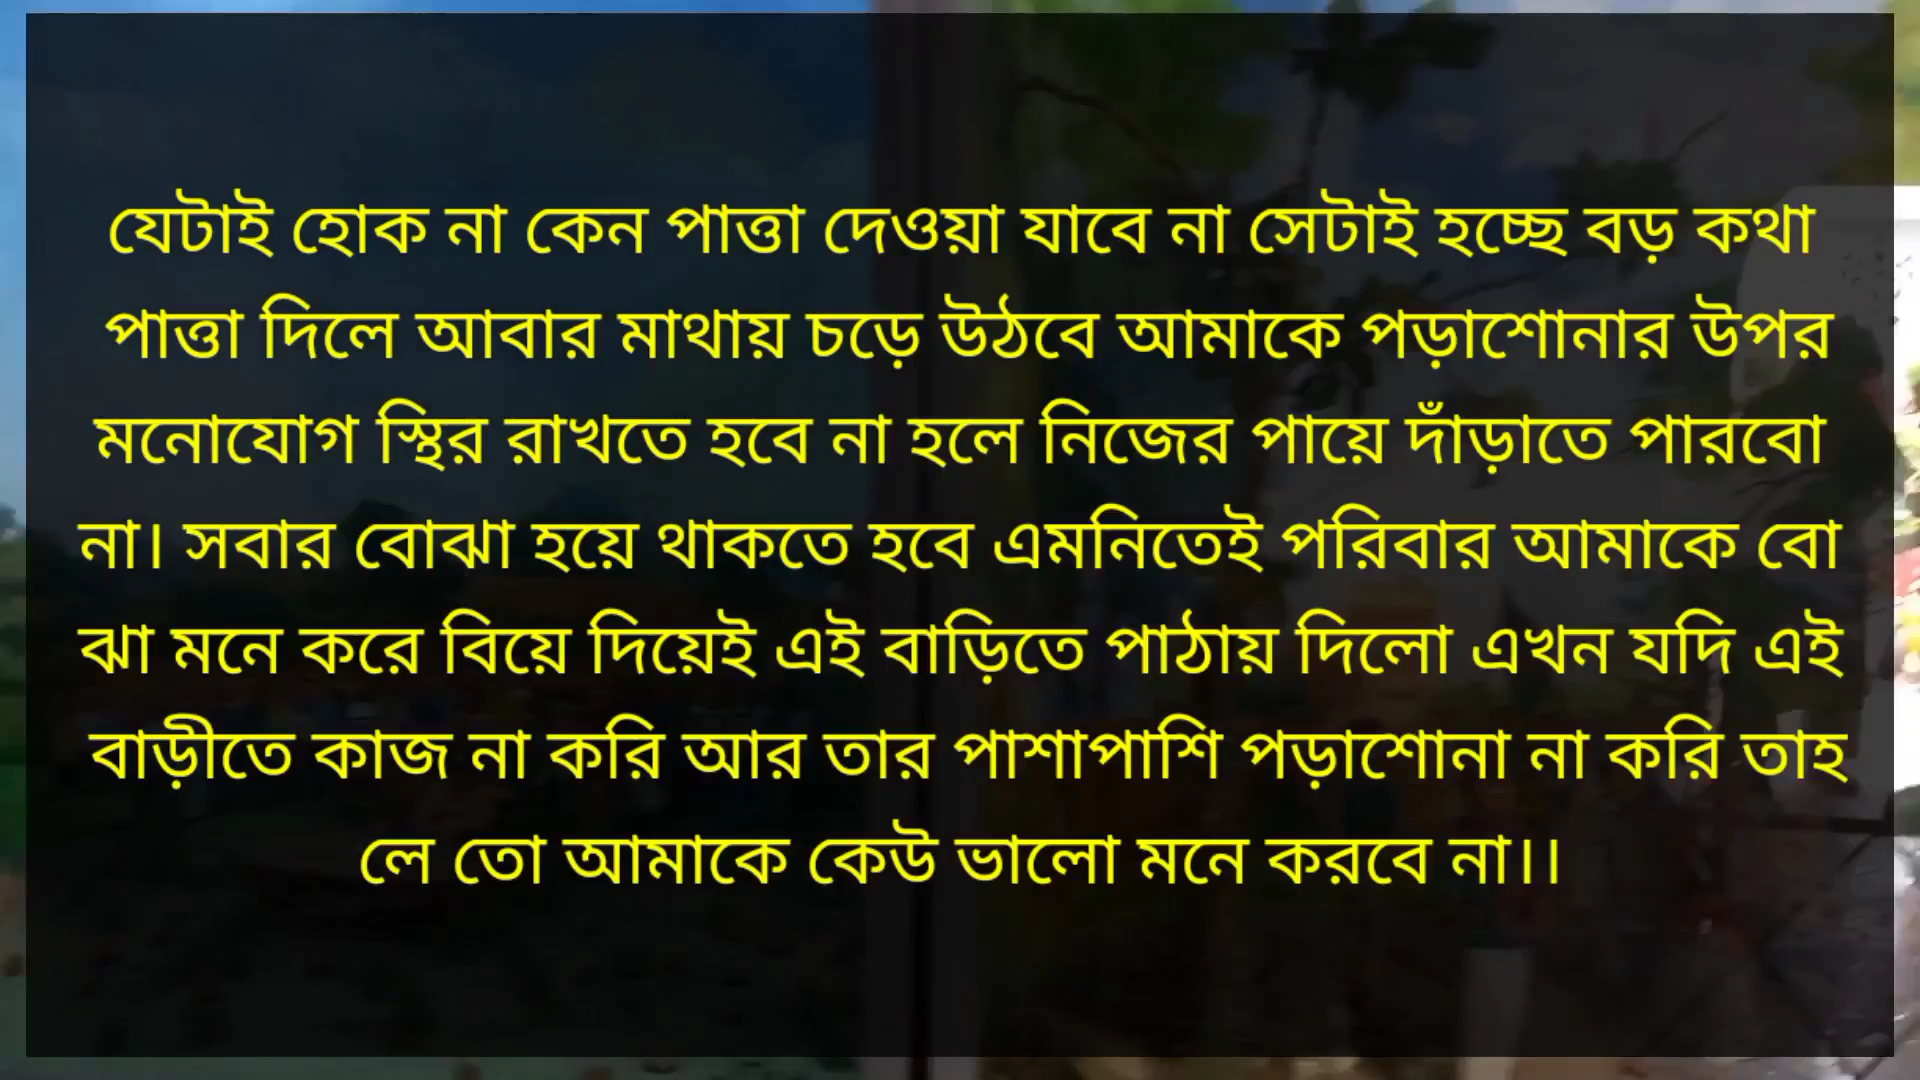 যেটাই হোক না কেন পাত্তা দেওয়া যাবে না সেটাই হচ্ছে বড় কথা
পাত্তা দিলে আবার মাথায় চড়ে উঠবে আমাকে পড়াশোনার উপর
মনোযোগ স্থির রাখতে হবে না হলে নিজের পায়ে দাঁড়াতে পারবো
না। সবার বোঝা হয়ে থাকতে হবে এমনিতেই পরিবার আমাকে বো
ঝা মনে করে বিয়ে দিয়েই এই বাড়িতে পাঠায় দিলো এখন যদি এই
বাড়ীতে কাজ না করি আর তার পাশাপাশি পড়াশোনা না করি তাহ
লে তো আমাকে কেউ ভালো মনে করবে না।।